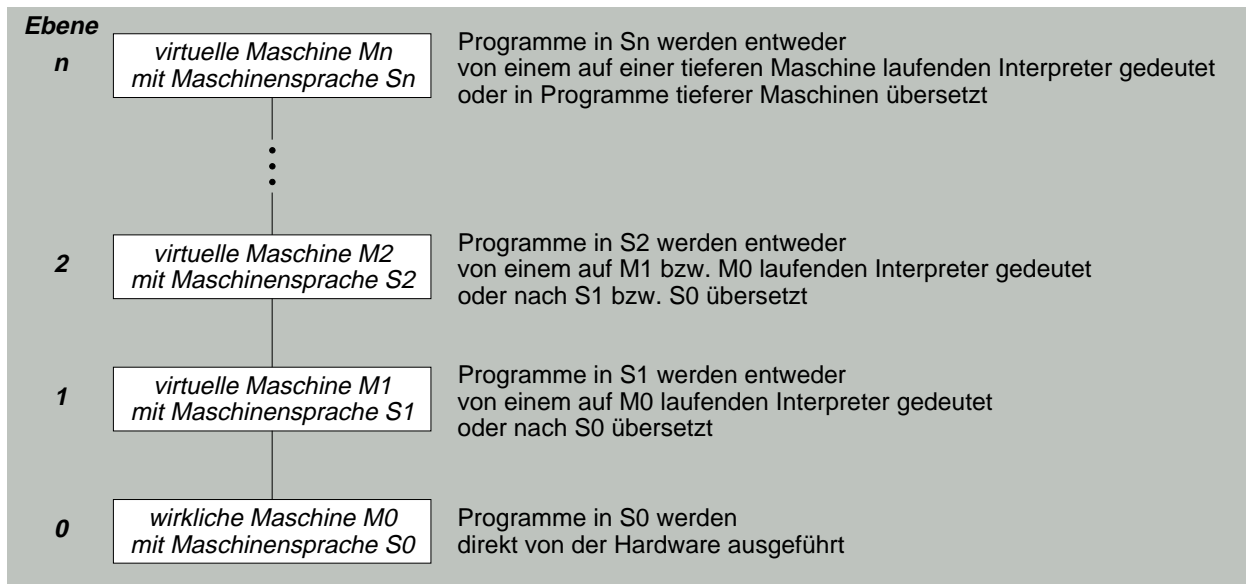 Ebene
n
virtuelle Maschine Mn
mit Maschinensprache Sn
Programme in Sn werden entweder
von einem auf einer tieferen Maschine laufenden Interpreter gedeutet
oder in Programme tieferer Maschinen übersetzt
2
virtuelle Maschine M2
mit Maschinensprache S2
Programme in S2 werden entweder
von einem auf M1 bzw. M0 laufenden Interpreter gedeutet
oder nach S1 bzw. S0 übersetzt
1
virtuelle Maschine M1
mit Maschinensprache S1
Programme in S1 werden entweder
von einem auf M0 laufenden Interpreter gedeutet
oder nach S0 übersetzt
0
wirkliche Maschine M0
mit Maschinensprache S0
Programme in S0 werden
direkt von der Hardware ausgeführt